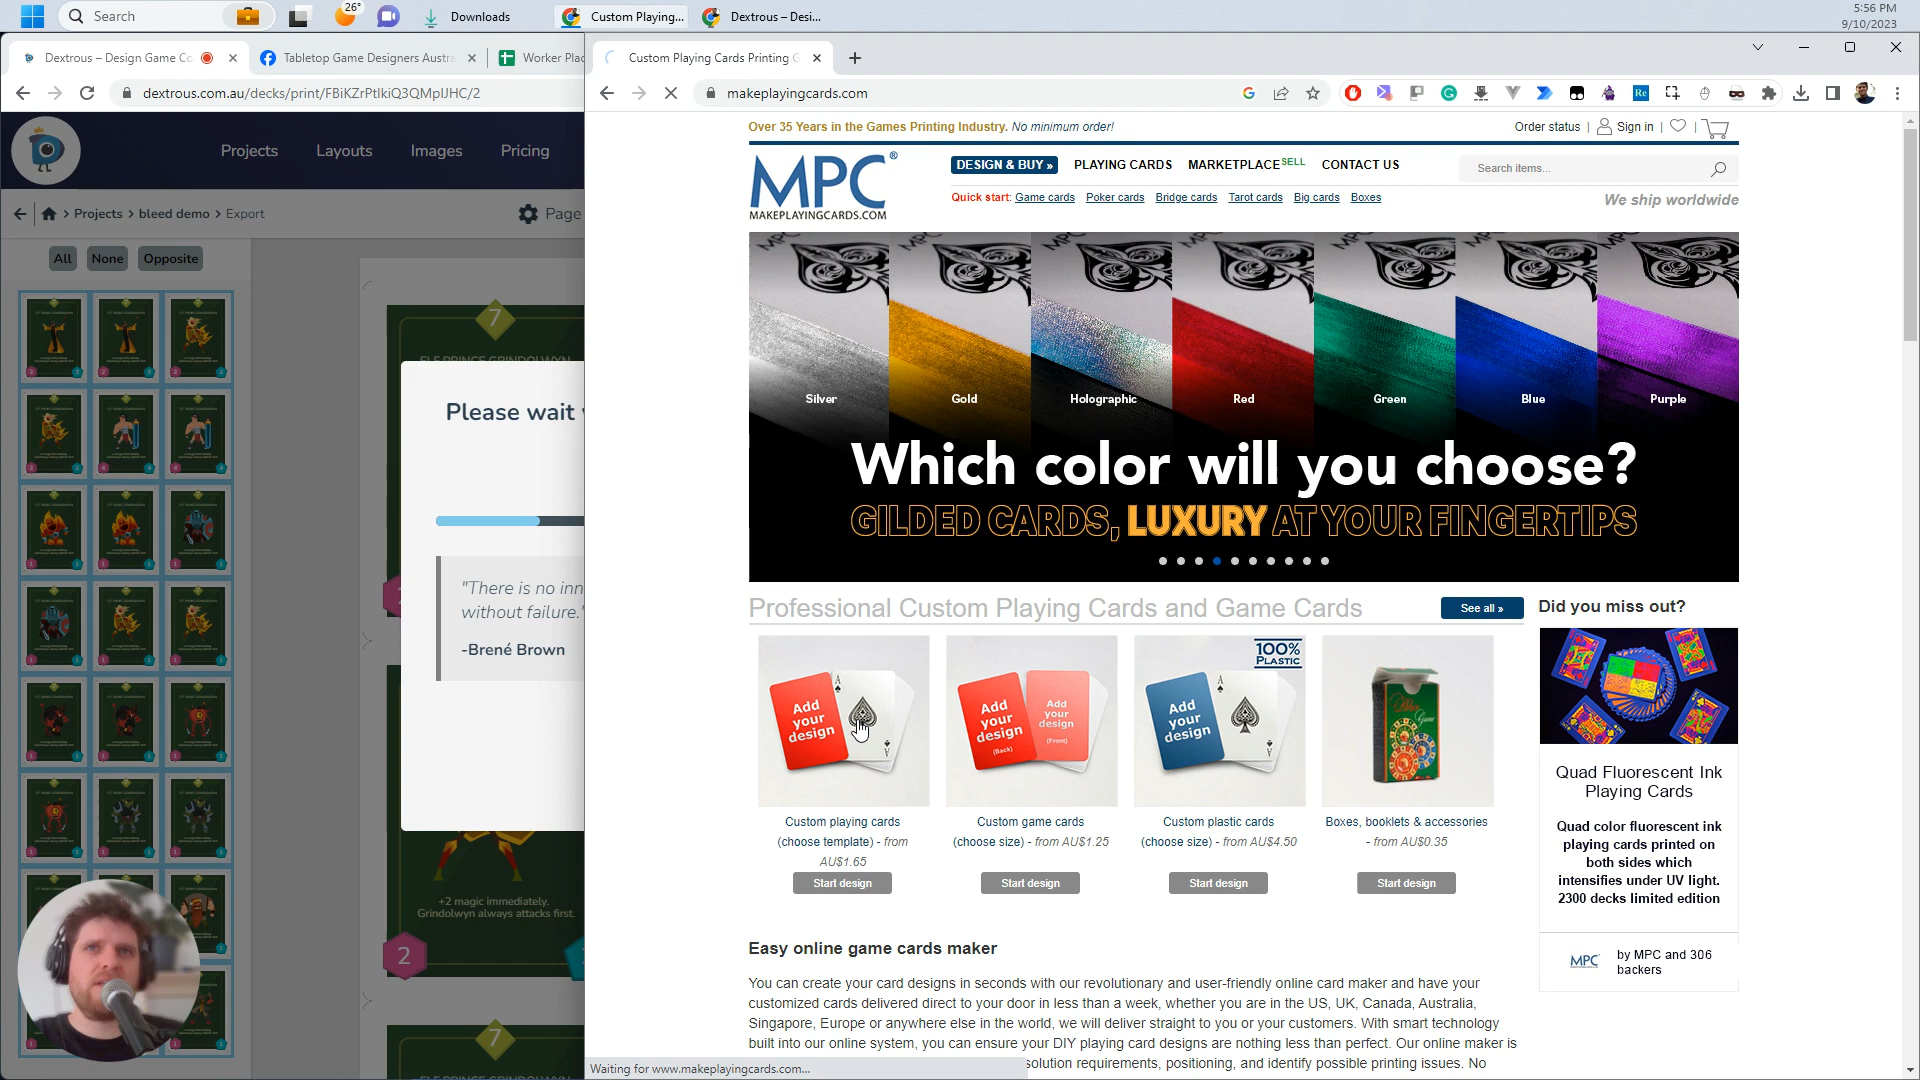 Search
26°
Downloads
Custom Playing...
Dextrous – Desi...
5:56 PM
9/10/2023
Dextrous – Design Game Co
Tabletop Game Designers Austra
Worker Plac
Custom Playing Cards Printing G
dextrous.com.au/decks/print/FBiKZrPtIkiQ3QMpIJHC/2
makeplayingcards.com
Projects
Layouts
Images
Pricing
Projects > bleed demo > Export
Page
All
None
Opposite
7
ELF PRINCE GRINDOLWYN
Please wait
"There is no inn
without failure."
-Brené Brown
+2 magic immediately.
Grindolwyn always attacks first.
2
7
Over 35 Years in the Games Printing Industry. No minimum order!
Order status | Sign in | |
MPC®
MAKEPLAYINGCARDS.COM
DESIGN & BUY »
PLAYING CARDS
MARKETPLACE SELL
CONTACT US
Search items...
Quick start: Game cards Poker cards Bridge cards Tarot cards Big cards Boxes
We ship worldwide
Silver
Gold
Holographic
Red
Green
Blue
Purple
Which color will you choose?
GILDED CARDS, LUXURY AT YOUR FINGERTIPS
Professional Custom Playing Cards and Game Cards
See all »
Did you miss out?
Add your design
A
A
Add your design (Back)
Add your design (Front)
100% PLASTIC
Add your design
A
A
Custom playing cards
(choose template) - from
AU$1.65
Start design
Custom game cards
(choose size) - from AU$1.25
Start design
Custom plastic cards
(choose size) - from AU$4.50
Start design
Boxes, booklets & accessories
- from AU$0.35
Start design
Quad Fluorescent Ink
Playing Cards
Quad color fluorescent ink
playing cards printed on
both sides which
intensifies under UV light.
2300 decks limited edition
MPC
by MPC and 306
backers
Easy online game cards maker
You can create your card designs in seconds with our revolutionary and user-friendly online card maker and have your
customized cards delivered direct to your door in less than a week, whether you are in the US, UK, Canada, Australia,
Singapore, Europe or anywhere else in the world, we will deliver straight to you or your customers. With smart technology
built into our online system, you can ensure your DIY playing card designs are nothing less than perfect. Our online maker is
solution requirements, positioning, and identify possible printing issues. No
Waiting for www.makeplayingcards.com...